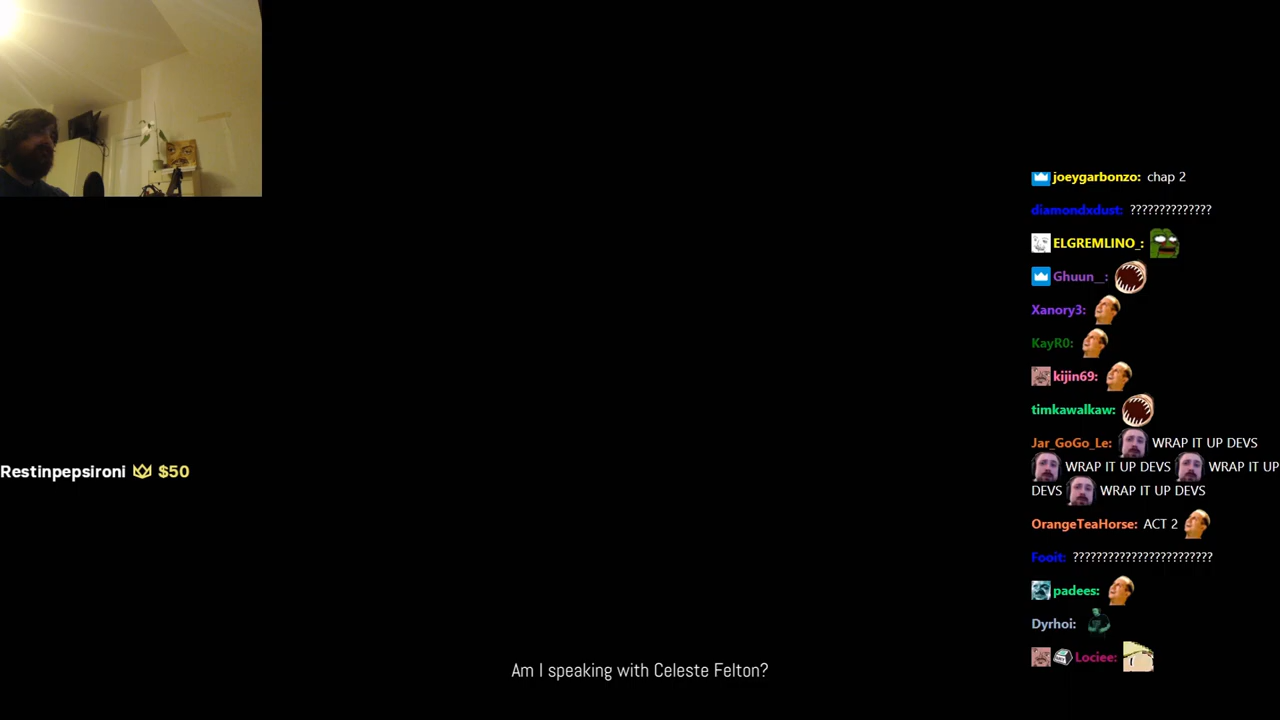 joeygarbonzo: chap 2
diamondxdust: ??????????????
ELGREMLINO_:
Ghuun__:
Xanory3:
KayR0:
kijin69:
timkawalkaw:
Jar_GoGo_Le: WRAP IT UP DEVS
WRAP IT UP DEVS WRAP IT UP
DEVS WRAP IT UP DEVS
Restinpepsironi $50
OrangeTeaHorse: ACT 2
Fooit: ????????????????????????
padees:
Dyrhoi:
Lociee:
Am I speaking with Celeste Felton?